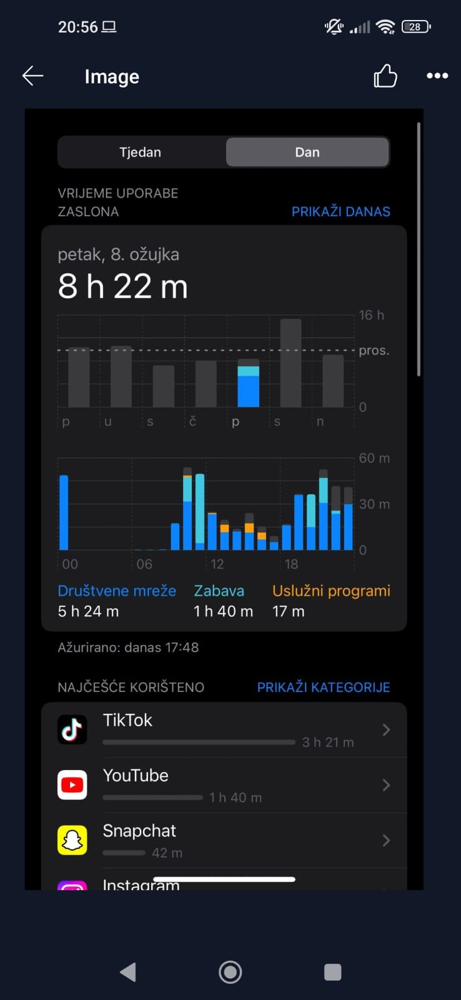 20:56
28
Image
Tjedan Dan
VRIJEME UPORABE
ZASLONA PRIKAŽI DANAS
petak, 8. ožujka
8 h 22 m
16 h
pros.
0
p u s č p s n
60 m
30 m
0
00 06 12 18
Društvene mreže Zabava Uslužni programi
5 h 24 m 1 h 40 m 17 m
Ažurirano: danas 17:48
NAJČEŠĆE KORIŠTENO PRIKAŽI KATEGORIJE
TikTok
3 h 21 m
YouTube
1 h 40 m
Snapchat
42 m
Instagram